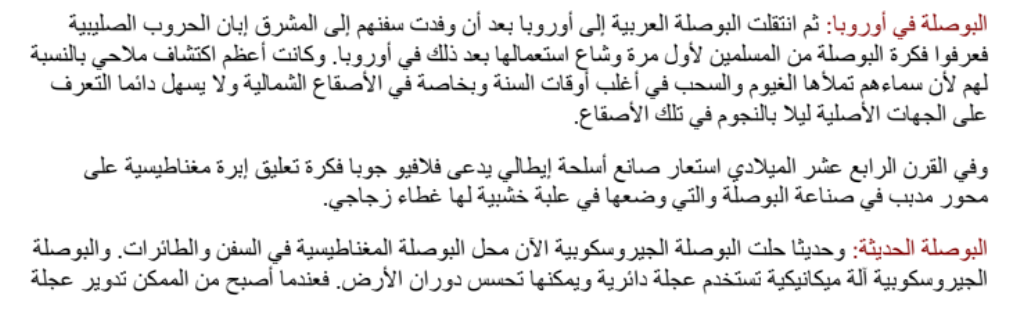 البوصلة في أوروبا: ثم انتقلت البوصلة العربية إلى أوروبا بعد أن وفدت سفنهم إلى المشرق إبان الحروب الصليبية
فعرفوا فكرة البوصلة من المسلمين لأول مرة وشاع استعمالها بعد ذلك في أوروبا. وكانت أعظم اكتشاف ملاحي بالنسبة
لهم لأن سماءهم تملأها الغيوم والسحب في أغلب أوقات السنة وبخاصة في الأصقاع الشمالية ولا يسهل دائما التعرف
على الجهات الأصلية ليلا بالنجوم في تلك الأصقاع.
وفي القرن الرابع عشر الميلادي استعار صانع أسلحة إيطالي يدعى فلافيو جوبا فكرة تعليق إبرة مغناطيسية على
محور مدبب في صناعة البوصلة والتي وضعها في علبة خشبية لها غطاء زجاجي.
البوصلة الحديثة: وحديثا حلت البوصلة الجيروسكوبية الآن محل البوصلة المغناطيسية في السفن والطائرات. والبوصلة
الجيروسكوبية آلة ميكانيكية تستخدم عجلة دائرية ويمكنها تحسس دوران الأرض. فعندما أصبح من الممكن تدوير عجلة